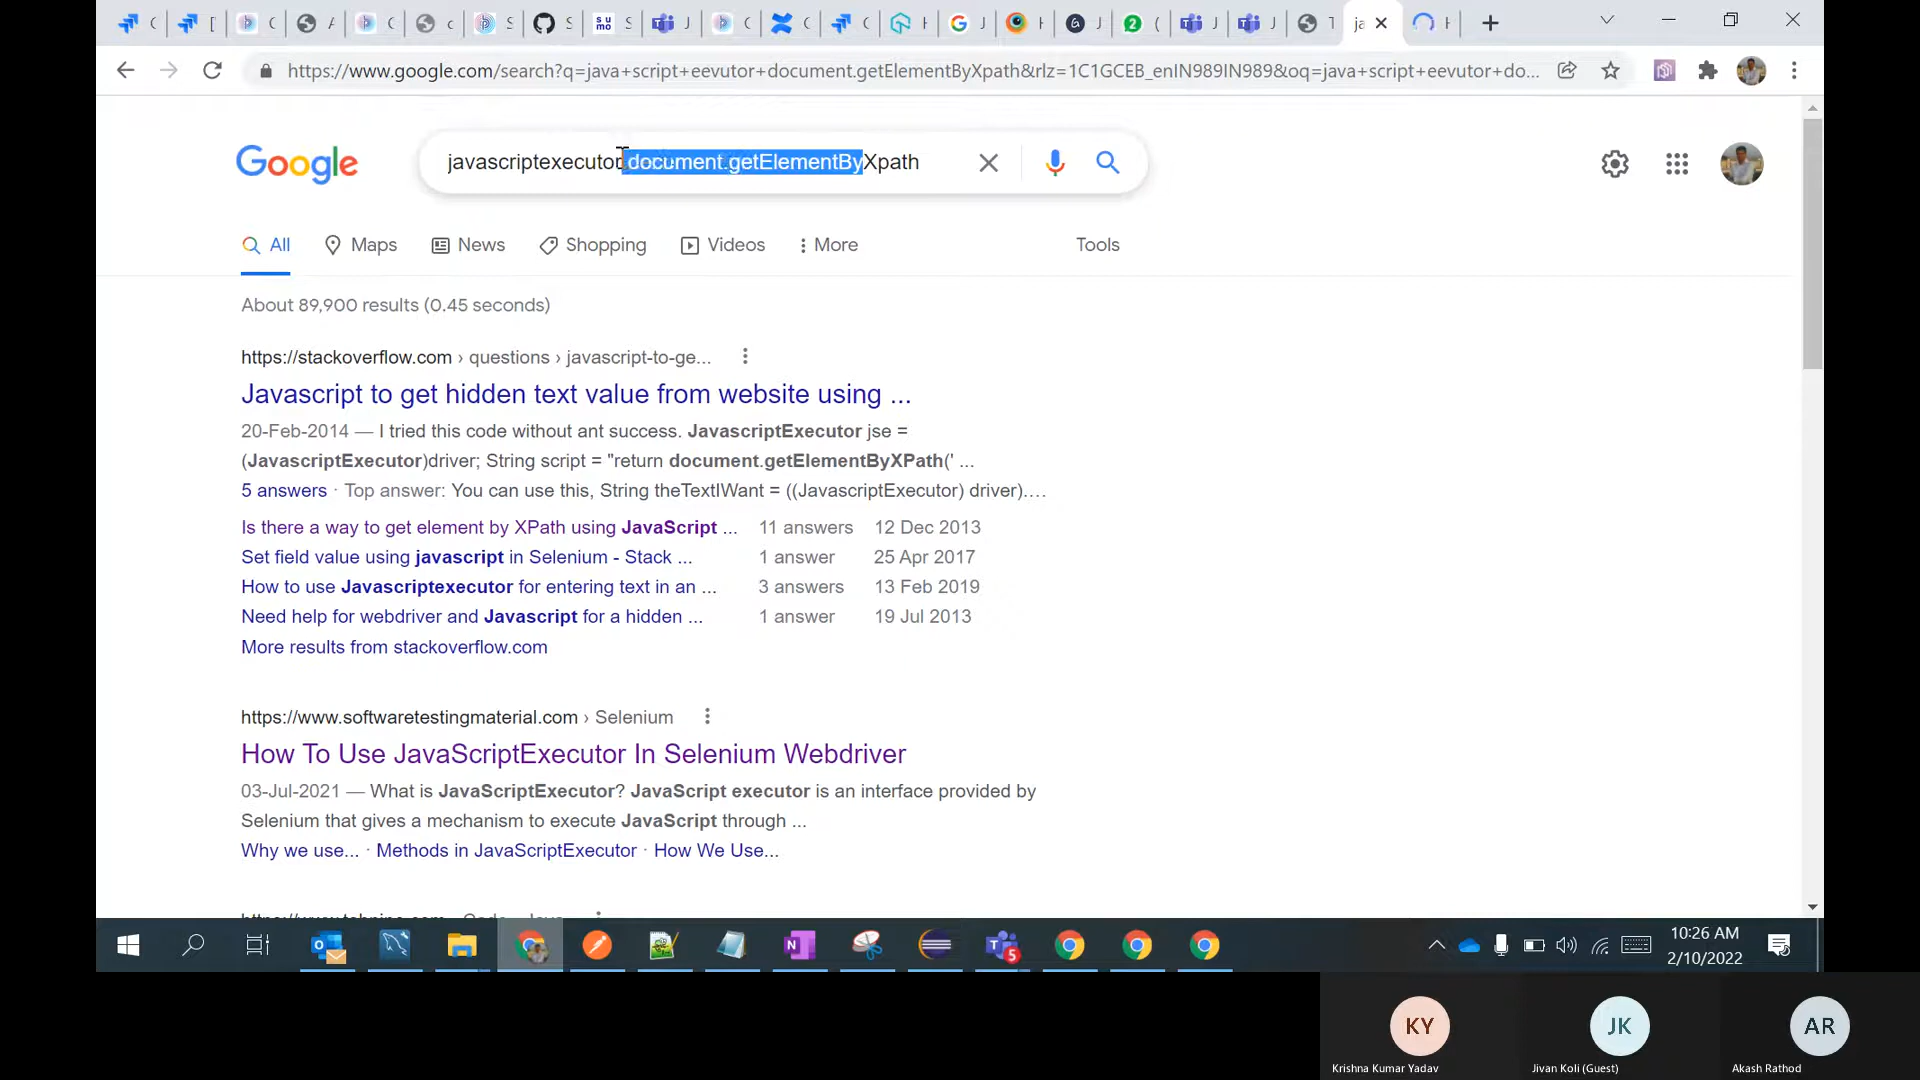 https://www.google.com/search?q=java+script+eevutor+document.getElementByXpath&rlz=1C1GCEB_enIN989IN989&oq=java+script+eevutor+do...
Google
javascriptexecutor document.getElementByXpath
All
Maps
News
Shopping
Videos
More
Tools
About 89,900 results (0.45 seconds)
https://stackoverflow.com › questions › javascript-to-ge...
Javascript to get hidden text value from website using ...
20-Feb-2014 — I tried this code without ant success. JavascriptExecutor jse =
(JavascriptExecutor)driver; String script = "return document.getElementByXPath(' ...
5 answers · Top answer: You can use this, String theTextIWant = ((JavascriptExecutor) driver)....
Is there a way to get element by XPath using JavaScript ... 11 answers 12 Dec 2013
Set field value using javascript in Selenium - Stack ... 1 answer 25 Apr 2017
How to use Javascriptexecutor for entering text in an ... 3 answers 13 Feb 2019
Need help for webdriver and Javascript for a hidden ... 1 answer 19 Jul 2013
More results from stackoverflow.com
https://www.softwaretestingmaterial.com › Selenium
How To Use JavaScriptExecutor In Selenium Webdriver
03-Jul-2021 — What is JavaScriptExecutor? JavaScript executor is an interface provided by
Selenium that gives a mechanism to execute JavaScript through ...
Why we use... · Methods in JavaScriptExecutor · How We Use...
10:26 AM
2/10/2022
KY
JK
AR
Krishna Kumar Yadav
Jivan Koli (Guest)
Akash Rathod